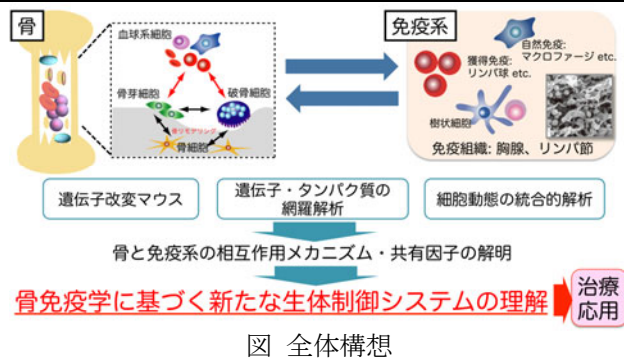 骨
血球系細胞
骨芽細胞
破骨細胞
骨リモデリング
骨細胞
免疫系
自然免疫:
マクロファージ etc.
獲得免疫:
リンパ球 etc.
樹状細胞
免疫組織: 胸腺、リンパ節
遺伝子改変マウス
遺伝子・タンパク質の
網羅解析
細胞動態の統合的解析
骨と免疫系の相互作用メカニズム・共有因子の解明
骨免疫学に基づく新たな生体制御システムの理解
治療
応用
図 全体構想